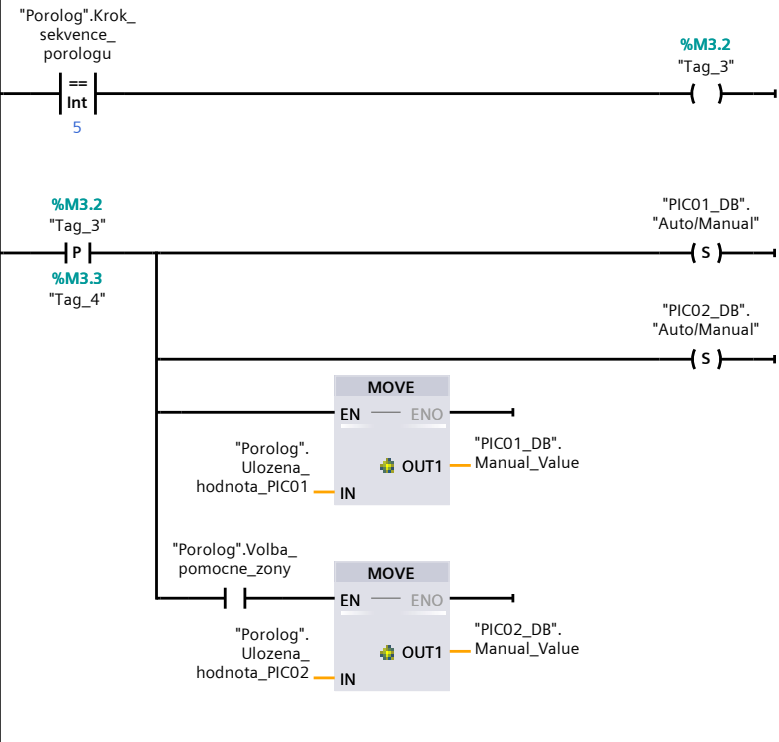 "Porolog".Krok_
sekvence_
porologu
==
Int
5
%M3.2
"Tag_3"
%M3.2
"Tag_3"
P
%M3.3
"Tag_4"
"PIC01_DB".
"Auto/Manual"
S
"PIC02_DB".
"Auto/Manual"
S
MOVE
EN
ENO
"Porolog".
Ulozena_
hodnota_PIC01
IN
OUT1
"PIC01_DB".
Manual_Value
"Porolog".Volba_
pomocne_zony
MOVE
EN
ENO
"Porolog".
Ulozena_
hodnota_PIC02
IN
OUT1
"PIC02_DB".
Manual_Value